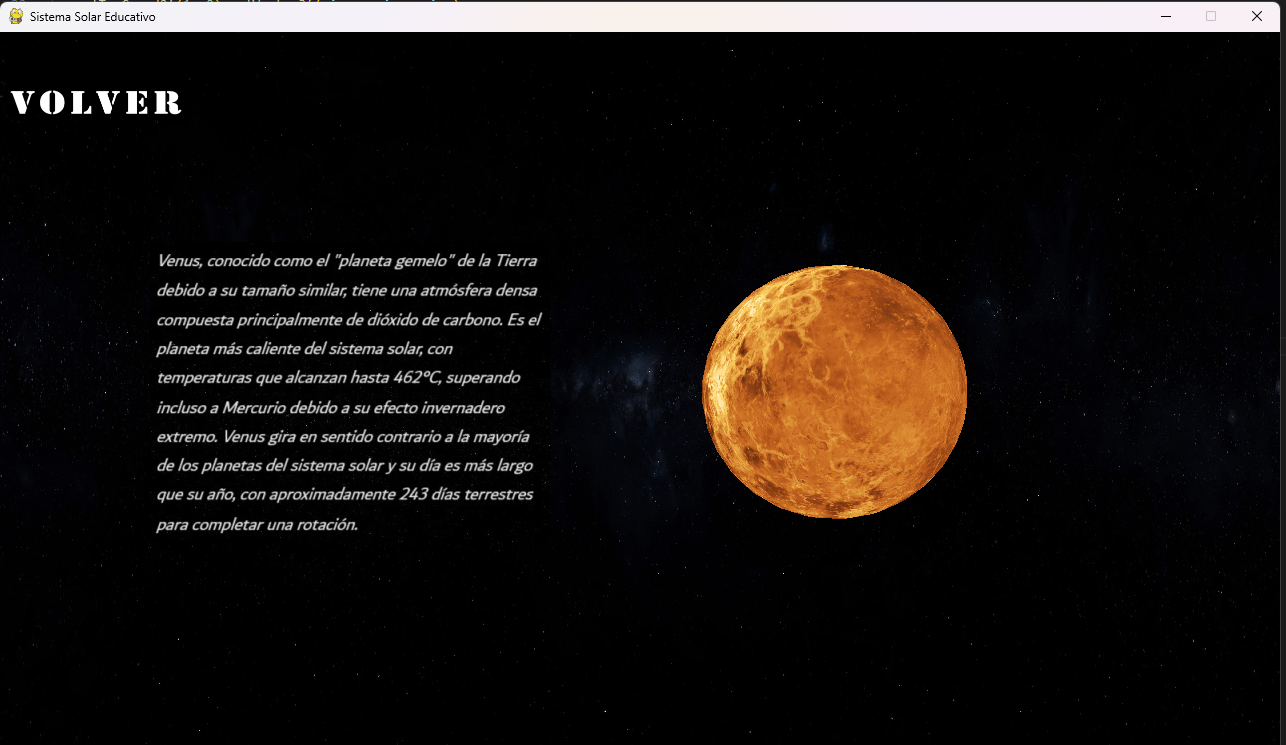 Sistema Solar Educativo
VOLVER
Venus, conocido como el "planeta gemelo" de la Tierra
debido a su tamaño similar, tiene una atmósfera densa
compuesta principalmente de dióxido de carbono. Es el
planeta más caliente del sistema solar, con
temperaturas que alcanzan hasta 462°C, superando
incluso a Mercurio debido a su efecto invernadero
extremo. Venus gira en sentido contrario a la mayoría
de los planetas del sistema solar y su día es más largo
que su año, con aproximadamente 243 días terrestres
para completar una rotación.